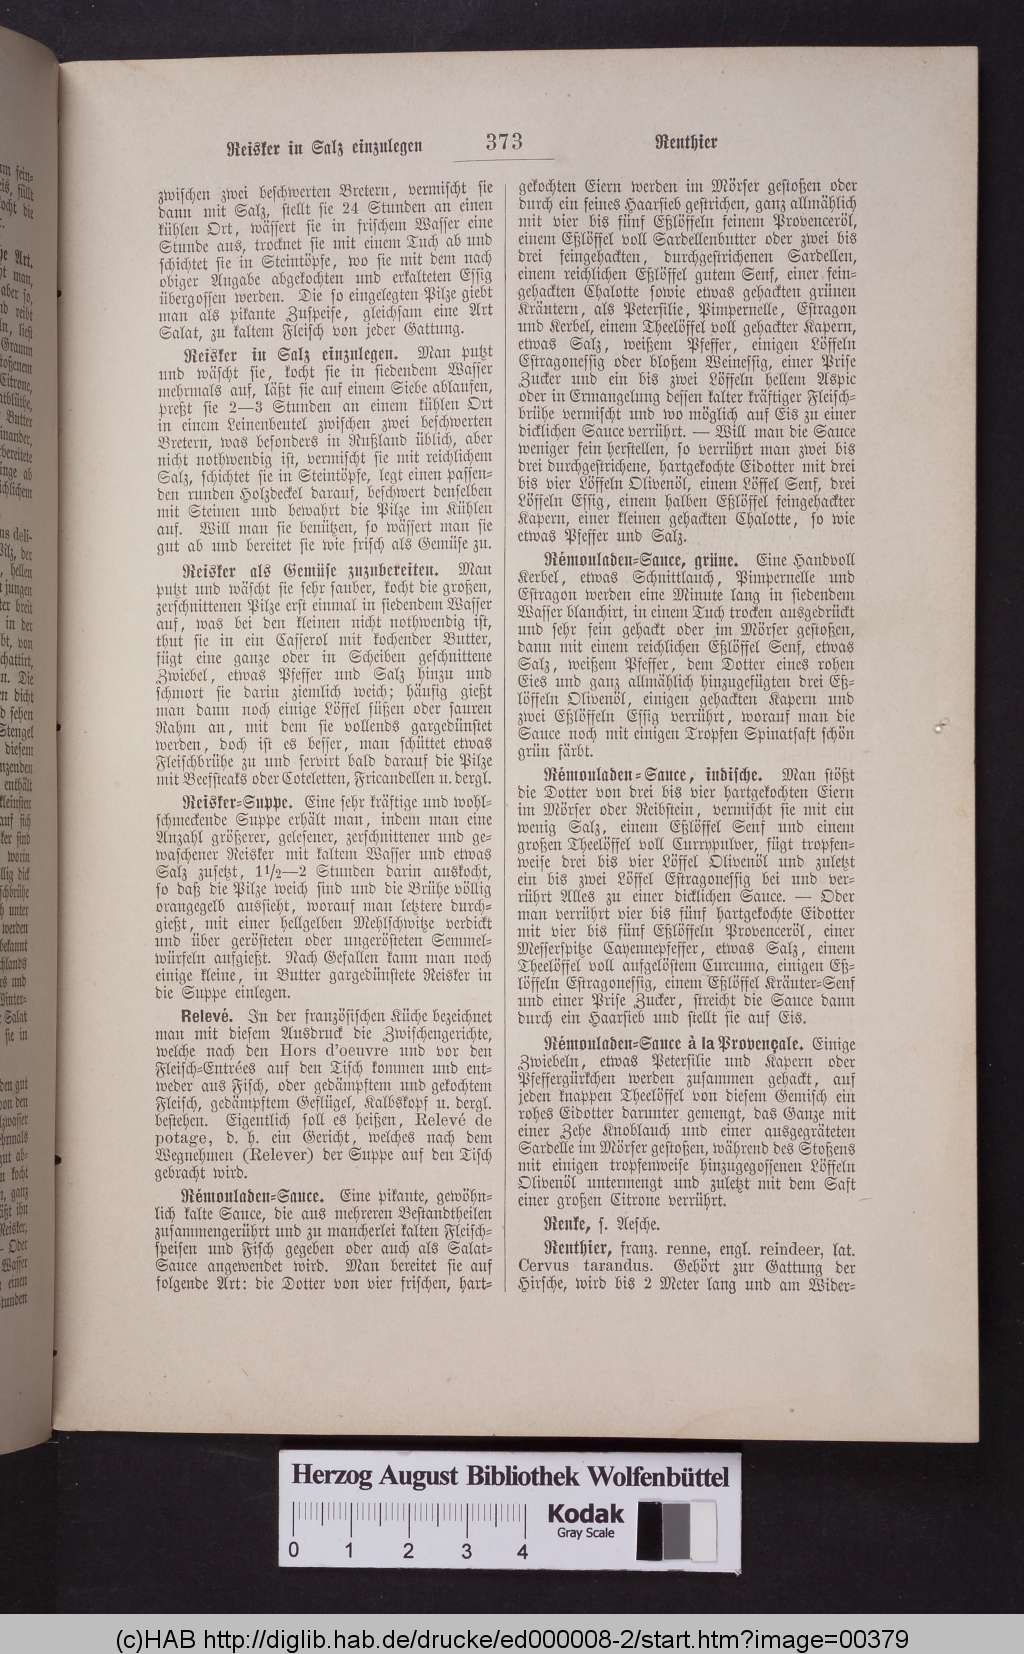 Reisker in Salz einzulegen 373 Renthier
zwischen zwei beschwerten Bretern, vermischt sie
dann mit Salz, stellt sie 24 Stunden an einen
kühlen Ort, wässert sie in frischem Wasser eine
Stunde aus, trocknet sie mit einem Tuch ab und
schichtet sie in Steintöpfe, wo sie mit dem nach
obiger Angabe abgekochten und erkalteten Essig
übergossen werden. Die so eingelegten Pilze giebt
man als pikante Zuspeise, gleichsam eine Art
Salat, zu kaltem Fleisch von jeder Gattung.
Reisker in Salz einzulegen. Man putzt
und wäscht sie, kocht sie in siedendem Wasser
mehrmals auf, läßt sie auf einem Siebe ablaufen,
preßt sie 2—3 Stunden an einem kühlen Ort
in einem Leinenbeutel zwischen zwei beschwerten
Bretern, was besonders in Rußland üblich, aber
nicht nothwendig ist, vermischt sie mit reichlichem
Salz, schichtet sie in Steintöpfe, legt einen passen-
den runden Holzdeckel darauf, beschwert denselben
mit Steinen und bewahrt die Pilze im Kühlen
auf. Will man sie benützen, so wässert man sie
gut ab und bereitet sie wie frisch als Gemüse zu.
Reisker als Gemüse zuzubereiten. Man
putzt und wäscht sie sehr sauber, kocht die großen,
zerschnittenen Pilze erst einmal in siedendem Wasser
auf, was bei den kleinen nicht nothwendig ist,
thut sie in ein Casserol mit kochender Butter,
fügt eine ganze oder in Scheiben geschnittene
Zwiebel, etwas Pfeffer und Salz hinzu und
schmort sie darin ziemlich weich; häufig gießt
man dann noch einige Löffel süßen oder sauren
Rahm an, mit dem sie vollends gargedünstet
werden, doch ist es besser, man schüttet etwas
Fleischbrühe zu und servirt bald darauf die Pilze
mit Beefsteaks oder Coteletten, Fricandellen u. dergl.
Reisker-Suppe. Eine sehr kräftige und wohl-
schmeckende Suppe erhält man, indem man eine
Anzahl größerer, gelesener, zerschnittener und ge-
waschener Reisker mit kaltem Wasser und etwas
Salz zusetzt, 1½—2 Stunden darin auskocht,
so daß die Pilze weich sind und die Brühe völlig
orangegelb aussieht, worauf man letztere durch-
gießt, mit einer hellgelben Mehlschwitze verdickt
und über gerösteten oder ungerösteten Semmel-
würfeln aufgießt. Nach Gefallen kann man noch
einige kleine, in Butter gargedünstete Reisker in
die Suppe einlegen.
Relevé. In der französischen Küche bezeichnet
man mit diesem Ausdruck die Zwischengerichte,
welche nach den Hors d'oeuvre und vor den
Fleisch-Entrées auf den Tisch kommen und ent-
weder aus Fisch, oder gedämpftem und gekochtem
Fleisch, gedämpftem Geflügel, Kalbskopf u. dergl.
bestehen. Eigentlich soll es heißen, Relevé de
potage, d. h. ein Gericht, welches nach dem
Wegnehmen (Relever) der Suppe auf den Tisch
gebracht wird.
Rémouladen-Sauce. Eine pikante, gewöhn-
lich kalte Sauce, die aus mehreren Bestandtheilen
zusammengerührt und zu mancherlei kalten Fleisch-
speisen und Fisch gegeben oder auch als Salat-
Sauce angewendet wird. Man bereitet sie auf
folgende Art: die Dotter von vier frischen, hart-
gekochten Eiern werden im Mörser gestoßen oder
durch ein feines Haarsieb gestrichen, ganz allmählich
mit vier bis fünf Eßlöffeln feinem Provenceröl,
einem Eßlöffel voll Sardellenbutter oder zwei bis
drei feingehackten, durchgestrichenen Sardellen,
einem reichlichen Eßlöffel gutem Senf, einer fein-
gehackten Chalotte sowie etwas gehackten grünen
Kräutern, als Petersilie, Pimpernelle, Estragon
und Kerbel, einem Theelöffel voll gehackter Kapern,
etwas Salz, weißem Pfeffer, einigen Löffeln
Estragonessig oder bloßem Weinessig, einer Prise
Zucker und ein bis zwei Löffeln hellem Aspic
oder in Ermangelung dessen kalter kräftiger Fleisch-
brühe vermischt und wo möglich auf Eis zu einer
dicklichen Sauce verrührt. — Will man die Sauce
weniger fein herstellen, so verrührt man zwei bis
drei durchgestrichene, hartgekochte Eidotter mit drei
bis vier Löffeln Olivenöl, einem Löffel Senf, drei
Löffeln Essig, einem halben Eßlöffel feingehackter
Kapern, einer kleinen gehackten Chalotte, so wie
etwas Pfeffer und Salz.
Rémouladen-Sauce, grüne. Eine Handvoll
Kerbel, etwas Schnittlauch, Pimpernelle und
Estragon werden eine Minute lang in siedendem
Wasser blanchirt, in einem Tuch trocken ausgedrückt
und sehr fein gehackt oder im Mörser gestoßen,
dann mit einem reichlichen Eßlöffel Senf, etwas
Salz, weißem Pfeffer, dem Dotter eines rohen
Eies und ganz allmählich hinzugefügten drei Eß-
löffeln Olivenöl, einigen gehackten Kapern und
zwei Eßlöffeln Essig verrührt, worauf man die
Sauce noch mit einigen Tropfen Spinatsaft schön
grün färbt.
Rémouladen-Sauce, indische. Man stößt
die Dotter von drei bis vier hartgekochten Eiern
im Mörser oder Reibstein, vermischt sie mit ein
wenig Salz, einem Eßlöffel Senf und einem
großen Theelöffel voll Currypulver, fügt tropfen-
weise drei bis vier Löffel Olivenöl und zuletzt
ein bis zwei Löffel Estragonessig bei und ver-
rührt Alles zu einer dicklichen Sauce. — Oder
man verrührt vier bis fünf hartgekochte Eidotter
mit vier bis fünf Eßlöffeln Provenceröl, einer
Messerspitze Cayennepfeffer, etwas Salz, einem
Theelöffel voll aufgelöstem Curcuma, einigen Eß-
löffeln Estragonessig, einem Eßlöffel Kräuter-Senf
und einer Prise Zucker, streicht die Sauce dann
durch ein Haarsieb und stellt sie auf Eis.
Rémouladen-Sauce à la Provençale. Einige
Zwiebeln, etwas Petersilie und Kapern oder
Pfeffergürkchen werden zusammen gehackt, auf
jeden knappen Theelöffel von diesem Gemisch ein
rohes Eidotter darunter gemengt, das Ganze mit
einer Zehe Knoblauch und einer ausgegräteten
Sardelle im Mörser gestoßen, während des Stoßens
mit einigen tropfenweise hinzugegossenen Löffeln
Olivenöl untermengt und zuletzt mit dem Saft
einer großen Citrone verrührt.
Renke, s. Aesche.
Renthier, franz. renne, engl. reindeer, lat.
Cervus tarandus. Gehört zur Gattung der
Hirsche, wird bis 2 Meter lang und am Wider-
Herzog August Bibliothek Wolfenbüttel
0 1 2 3 4
Kodak
Gray Scale
(c)HAB http://diglib.hab.de/drucke/ed000008-2/start.htm?image=00379